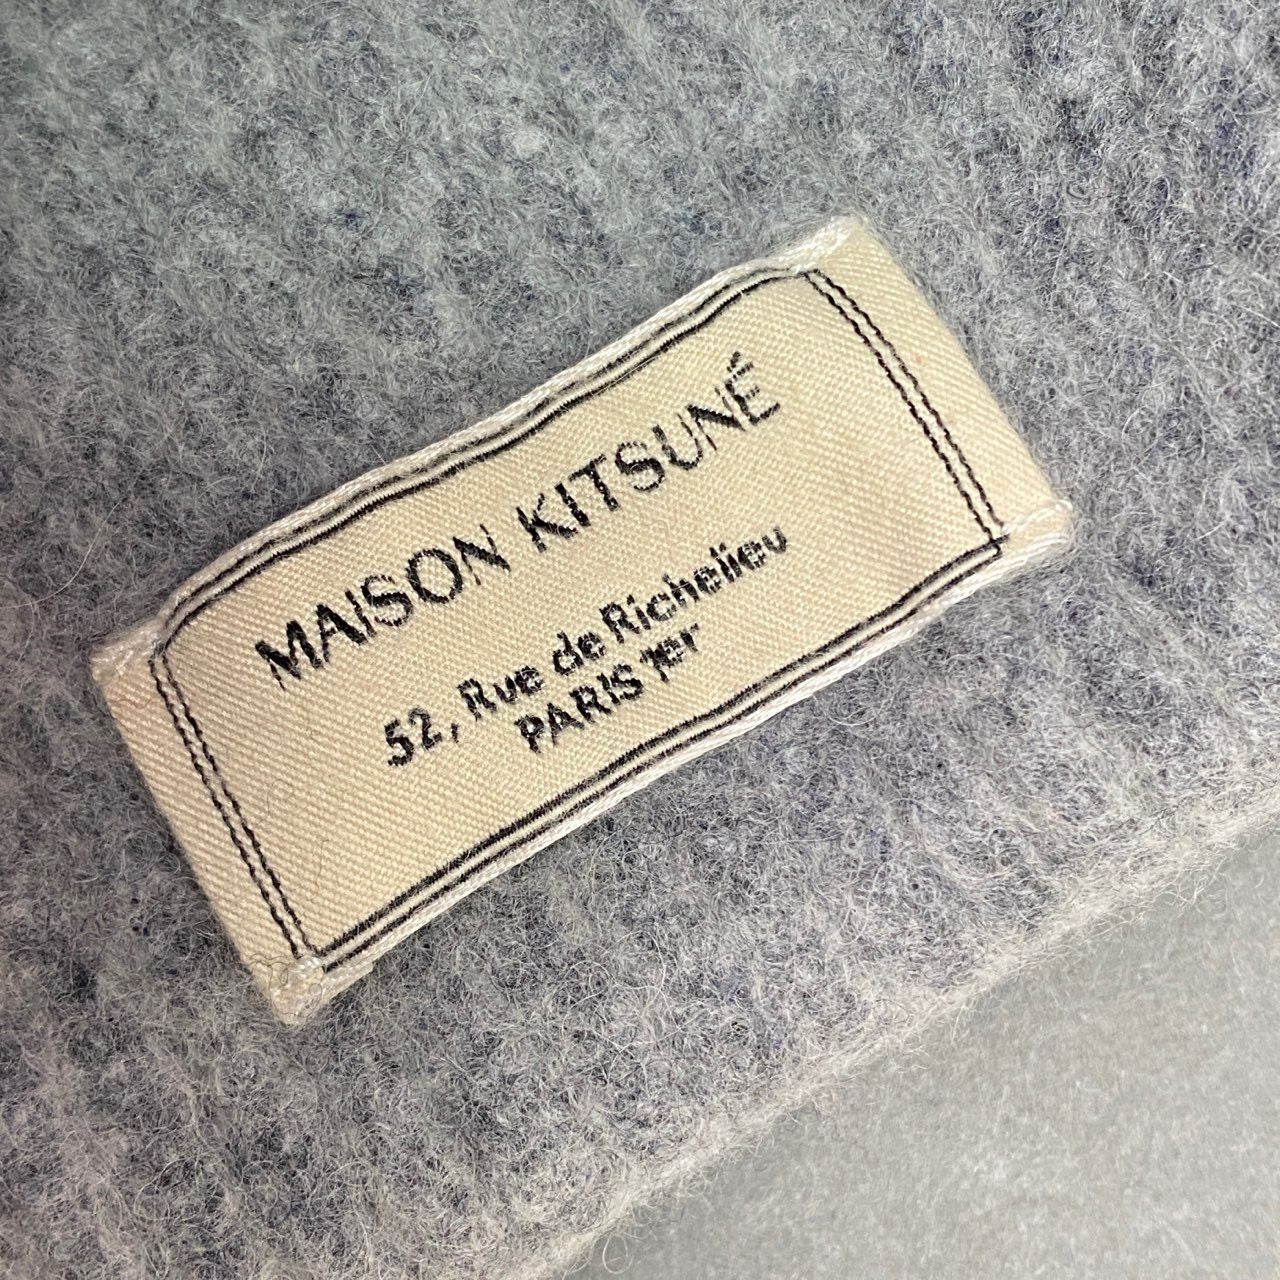 MAISON KITSUNÉ
52, Rue de Richelieu
PARIS 1er